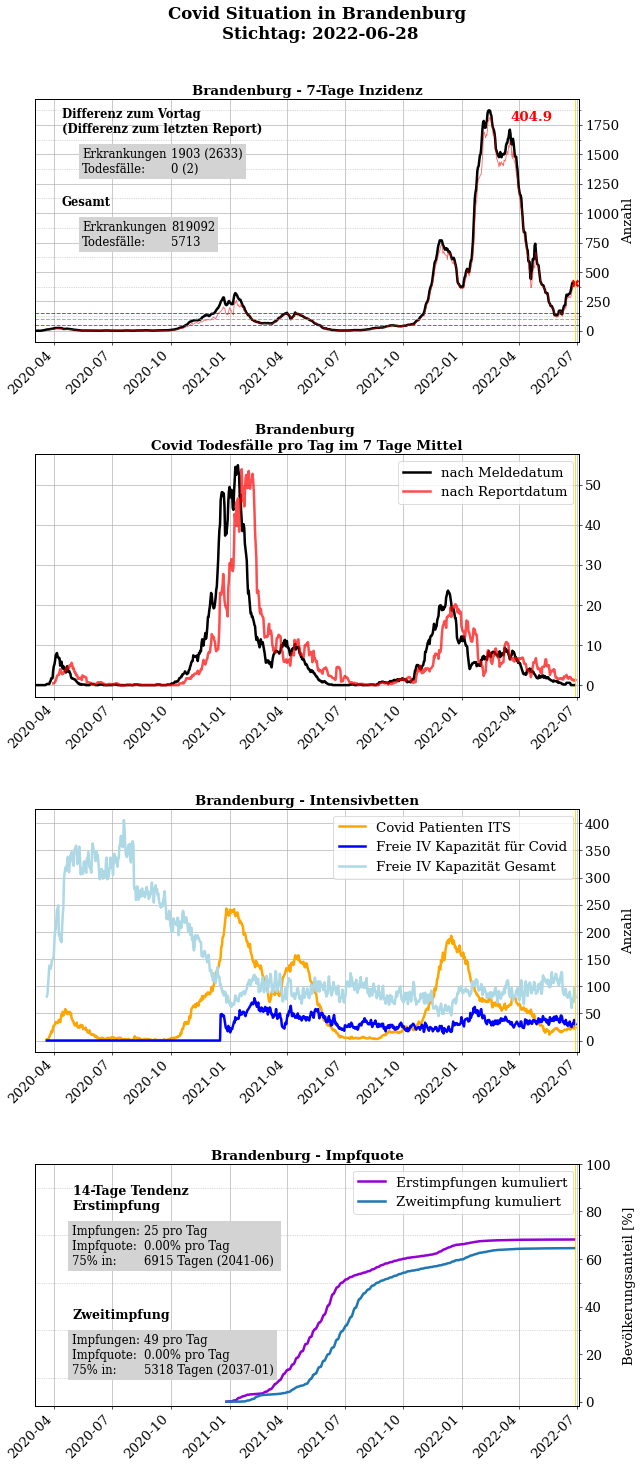 Covid Situation in Brandenburg
Stichtag: 2022-06-28
Brandenburg - 7-Tage Inzidenz
Differenz zum Vortag
(Differenz zum letzten Report)
Erkrankungen 1903 (2633)
Todesfälle: 0 (2)
Gesamt
Erkrankungen 819092
Todesfälle: 5713
404.9
1750
1500
1250
1000
750
500
250
0
Anzahl
2020-04
2020-07
2020-10
2021-01
2021-04
2021-07
2021-10
2022-01
2022-04
2022-07
Brandenburg
Covid Todesfälle pro Tag im 7 Tage Mittel
nach Meldedatum
nach Reportdatum
50
40
30
20
10
0
2020-04
2020-07
2020-10
2021-01
2021-04
2021-07
2021-10
2022-01
2022-04
2022-07
Brandenburg - Intensivbetten
Covid Patienten ITS
Freie IV Kapazität für Covid
Freie IV Kapazität Gesamt
400
350
300
250
200
150
100
50
0
Anzahl
2020-04
2020-07
2020-10
2021-01
2021-04
2021-07
2021-10
2022-01
2022-04
2022-07
Brandenburg - Impfquote
14-Tage Tendenz
Erstimpfung
Impfungen: 25 pro Tag
Impfquote: 0.00% pro Tag
75% in: 6915 Tagen (2041-06)
Zweitimpfung
Impfungen: 49 pro Tag
Impfquote: 0.00% pro Tag
75% in: 5318 Tagen (2037-01)
Erstimpfungen kumuliert
Zweitimpfung kumuliert
100
80
60
40
20
0
Bevölkerungsanteil [%]
2020-04
2020-07
2020-10
2021-01
2021-04
2021-07
2021-10
2022-01
2022-04
2022-07